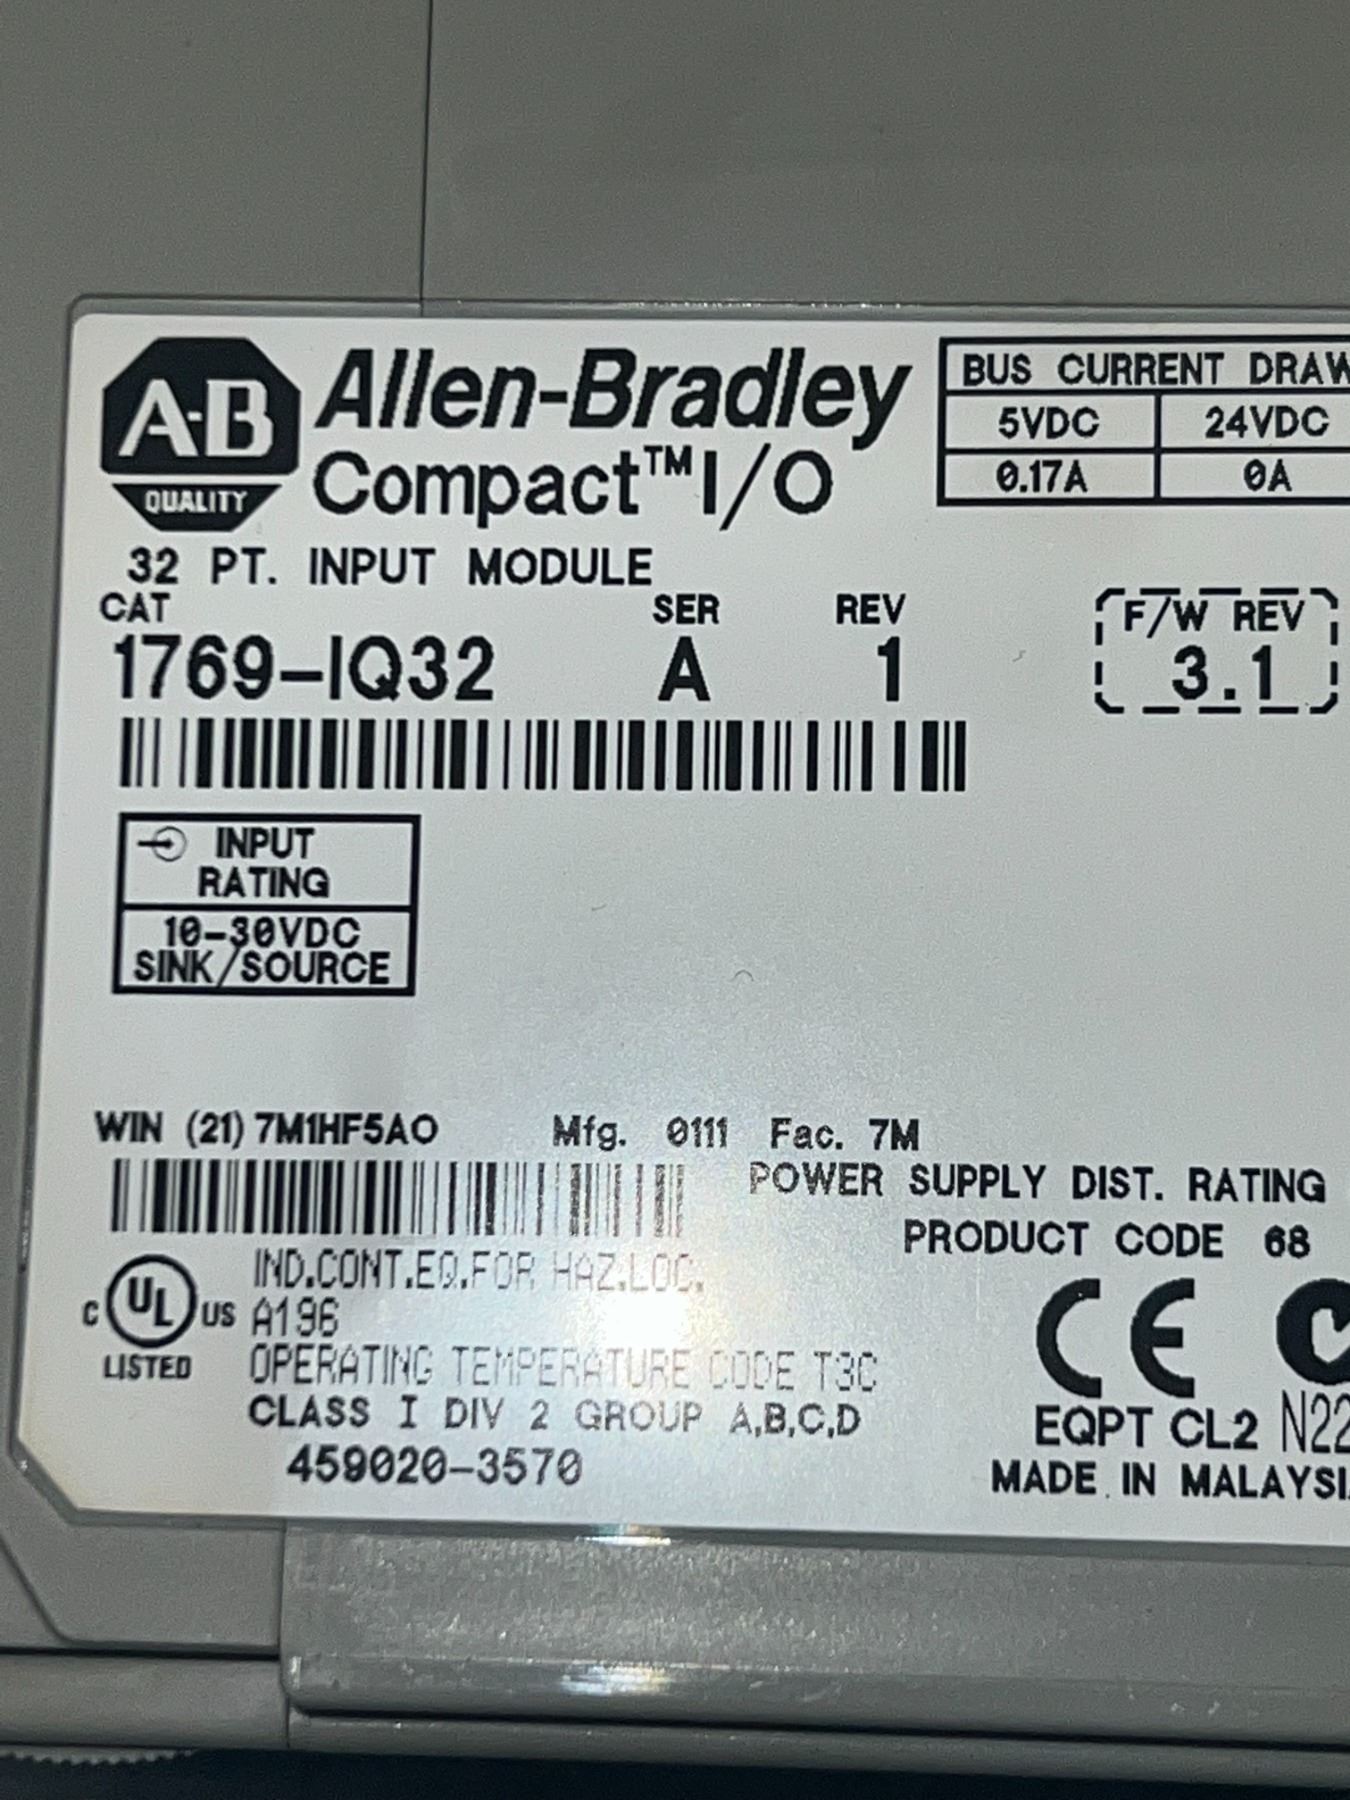 A-B
QUALITY
Allen-Bradley
Compact™ I/O
BUS CURRENT DRAW
5VDC 24VDC
0.17A 0A
32 PT. INPUT MODULE
CAT SER REV
1769-IQ32 A 1
F/W REV
3.1
INPUT
RATING
10-30VDC
SINK/SOURCE
WIN (21) 7M1HF5AO Mfg. 0111 Fac. 7M
POWER SUPPLY DIST. RATING
PRODUCT CODE 68
IND.CONT.EQ.FOR HAZ.LOC.
C UL US A196
LISTED
OPERATING TEMPERATURE CODE T3C
CLASS I DIV 2 GROUP A,B,C,D
459020-3570
CE
EQPT CL2 N22
MADE IN MALAYSI